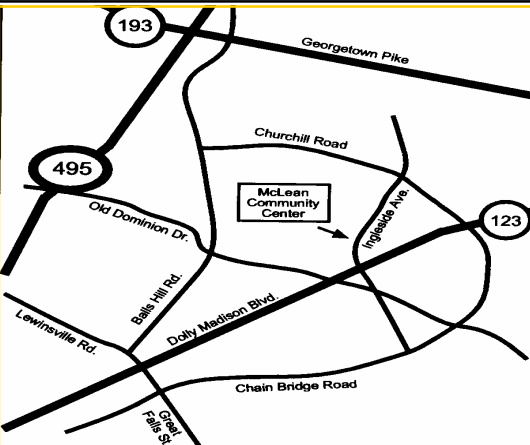 193
Georgetown Pike
Churchill Road
495
McLean
Community
Center
Ingleside Ave.
123
Old Dominion Dr.
Balls Hill Rd.
Dolly Madison Blvd.
Lewinsville Rd.
Chain Bridge Road
Great
Falls St.